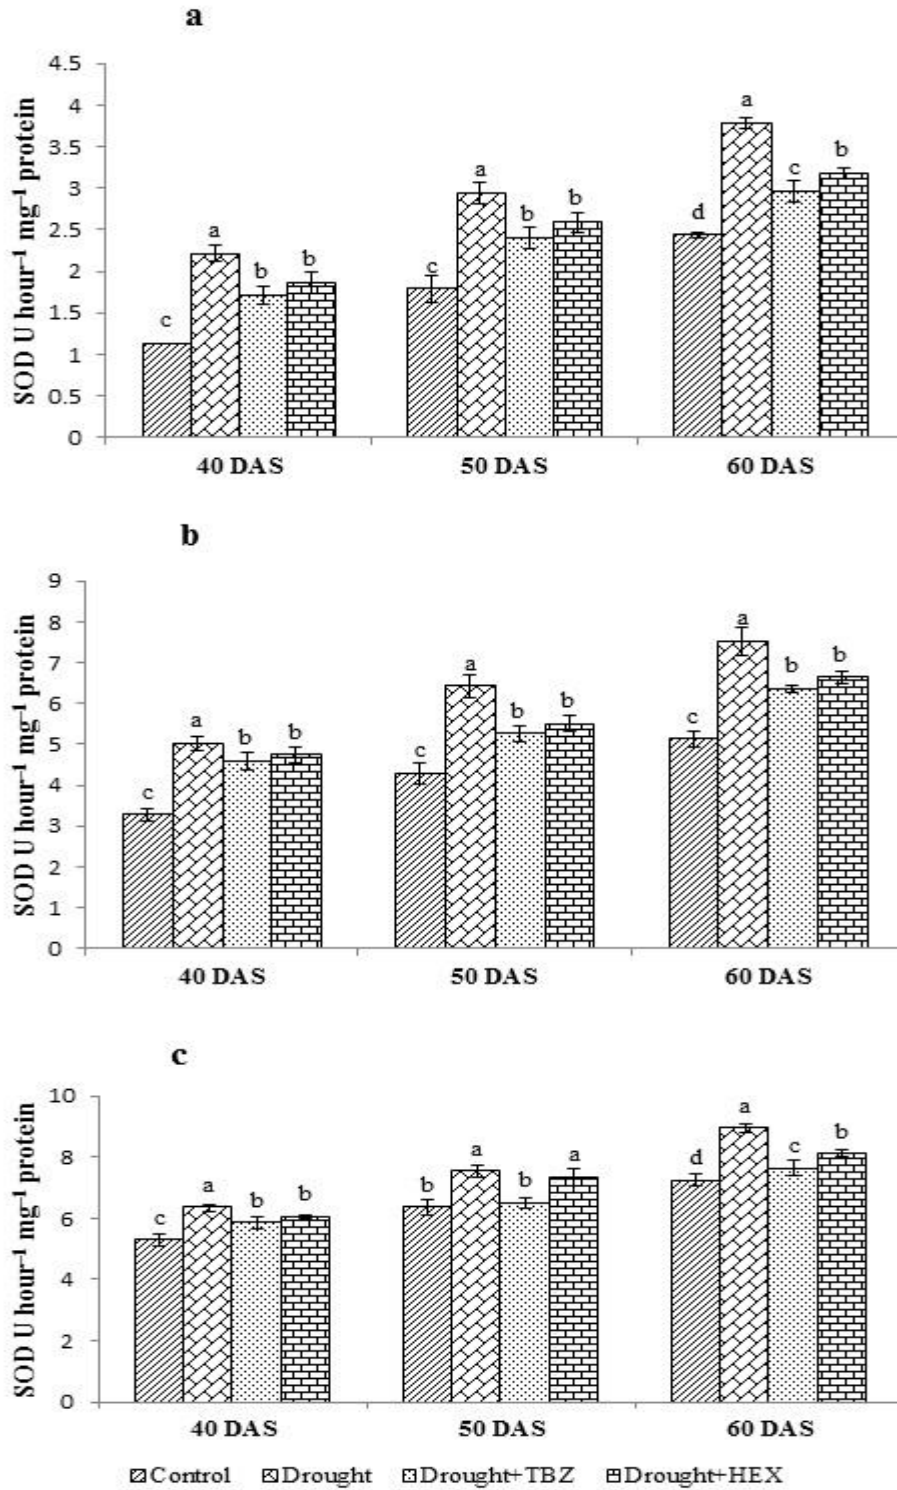 a
SOD U hour⁻¹ mg⁻¹ protein
4.5
4
3.5
3
2.5
2
1.5
1
0.5
0
c a b b
c a b b
d a c b
40 DAS 50 DAS 60 DAS
b
SOD U hour⁻¹ mg⁻¹ protein
9
8
7
6
5
4
3
2
1
0
c a b b
c a b b
c a b b
40 DAS 50 DAS 60 DAS
c
SOD U hour⁻¹ mg⁻¹ protein
10
8
6
4
2
0
c a b b
b a b a
d a c b
40 DAS 50 DAS 60 DAS
Control Drought Drought+TBZ Drought+HEX